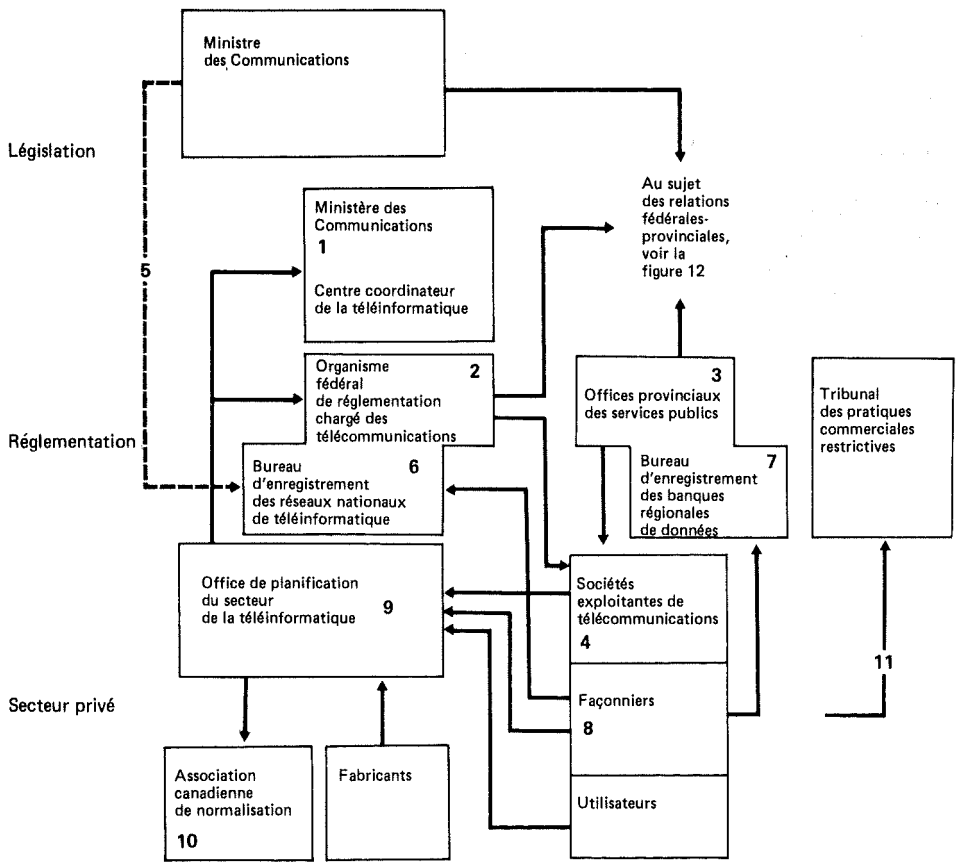 Ministre
des Communications
Législation
Au sujet
des relations
fédérales-
provinciales,
voir la
figure 12
Ministère des
Communications
1
Centre coordinateur
de la téléinformatique
5
Organisme
fédéral
de réglementation
chargé des
télécommunications
2
3
Offices provinciaux
des services publics
Tribunal
des pratiques
commerciales
restrictives
Réglementation
Bureau
d'enregistrement
des réseaux nationaux
de téléinformatique
6
Bureau
d'enregistrement
des banques
régionales
de données
7
Office de planification
du secteur
de la téléinformatique
9
Sociétés
exploitantes de
télécommunications
4
11
Secteur privé
Façonniers
8
Association
canadienne
de normalisation
10
Fabricants
Utilisateurs